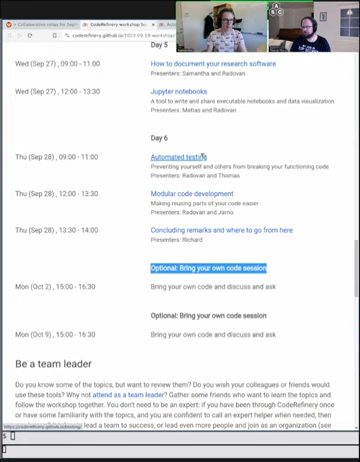 Collaborative notes for Sept
CodeRefinery workshop Se
coderefinery.github.io/2023-09-19-workshop
Day 5
Wed (Sep 27) , 09:00 - 11:00
How to document your research software
Presenters: Samantha and Radovan
Wed (Sep 27) , 12:00 - 13:30
Jupyter notebooks
A tool to write and share executable notebooks and data visualization
Presenters: Matias and Radovan
Day 6
Thu (Sep 28) , 09:00 - 11:00
Automated testing
Preventing yourself and others from breaking your functioning code
Presenters: Radovan and Thomas
Thu (Sep 28) , 12:00 - 13:30
Modular code development
Making reusing parts of your code easier
Presenters: Radovan and Jarno
Thu (Sep 28) , 13:30 - 14:00
Concluding remarks and where to go from here
Presenters: Richard
Optional: Bring your own code session
Mon (Oct 2) , 15:00 - 16:30
Bring your own code and discuss and ask
Optional: Bring your own code session
Mon (Oct 9) , 15:00 - 16:30
Bring your own code and discuss and ask
Be a team leader
Do you know some of the topics, but want to review them? Do you wish your colleagues or friends would
use these tools? Why not attend as a team leader? Gather some friends who want to learn the topics and
follow the workshop together. You don't need to be an expert: if you have been through CodeRefinery once
or have some familiarity with the topics, and you are confident to call an expert helper when needed, then
lead a team to success, or lead even more people and join as an organization (see
$